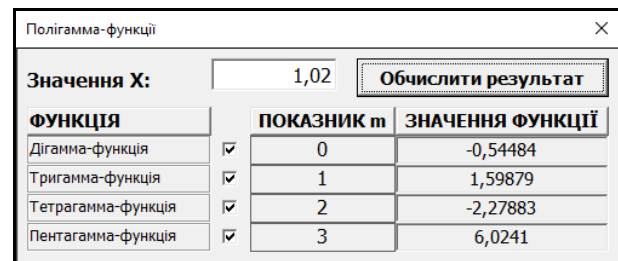 Полігамма-функції
Значення X: 1,02 Обчислити результат
ФУНКЦІЯ ПОКАЗНИК m ЗНАЧЕННЯ ФУНКЦІЇ
Дігамма-функція 0 -0,54484
Тригамма-функція 1 1,59879
Тетрагамма-функція 2 -2,27883
Пентагамма-функція 3 6,0241